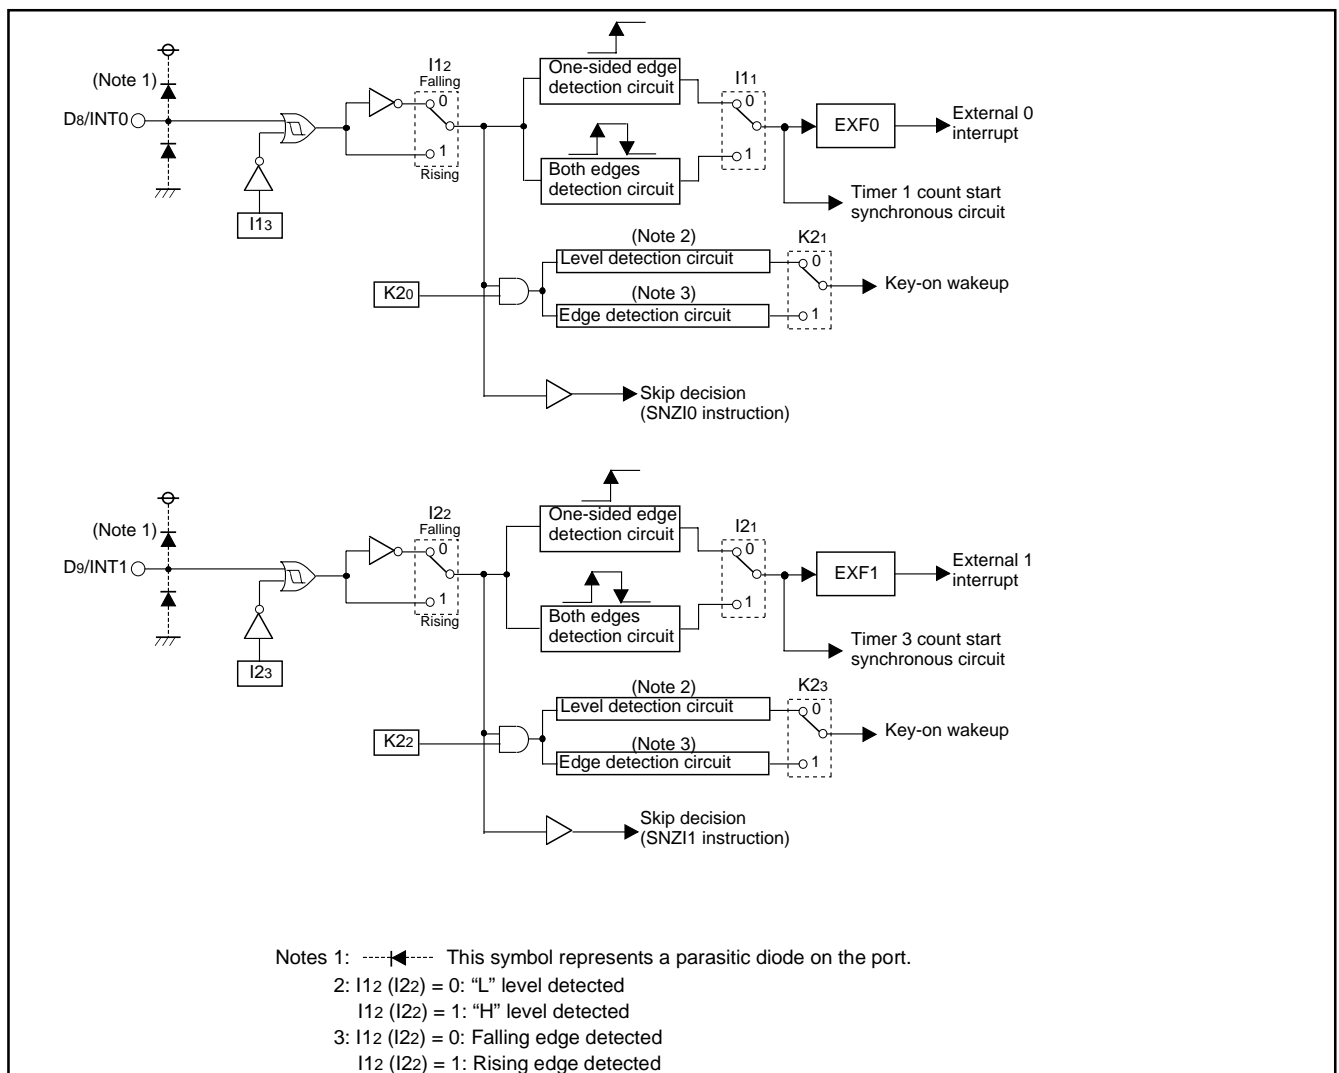 (Note 1)
D8/INT0
I13
I12
Falling
0
1
Rising
One-sided edge
detection circuit
Both edges
detection circuit
I11
0
1
EXF0
External 0
interrupt
Timer 1 count start
synchronous circuit
K20
(Note 2)
Level detection circuit
(Note 3)
Edge detection circuit
K21
0
1
Key-on wakeup
Skip decision
(SNZI0 instruction)
(Note 1)
D9/INT1
I23
I22
Falling
0
1
Rising
One-sided edge
detection circuit
Both edges
detection circuit
I21
0
1
EXF1
External 1
interrupt
Timer 3 count start
synchronous circuit
K22
(Note 2)
Level detection circuit
(Note 3)
Edge detection circuit
K23
0
1
Key-on wakeup
Skip decision
(SNZI1 instruction)
Notes 1: This symbol represents a parasitic diode on the port.
2: I12 (I22) = 0: “L” level detected
I12 (I22) = 1: “H” level detected
3: I12 (I22) = 0: Falling edge detected
I12 (I22) = 1: Rising edge detected